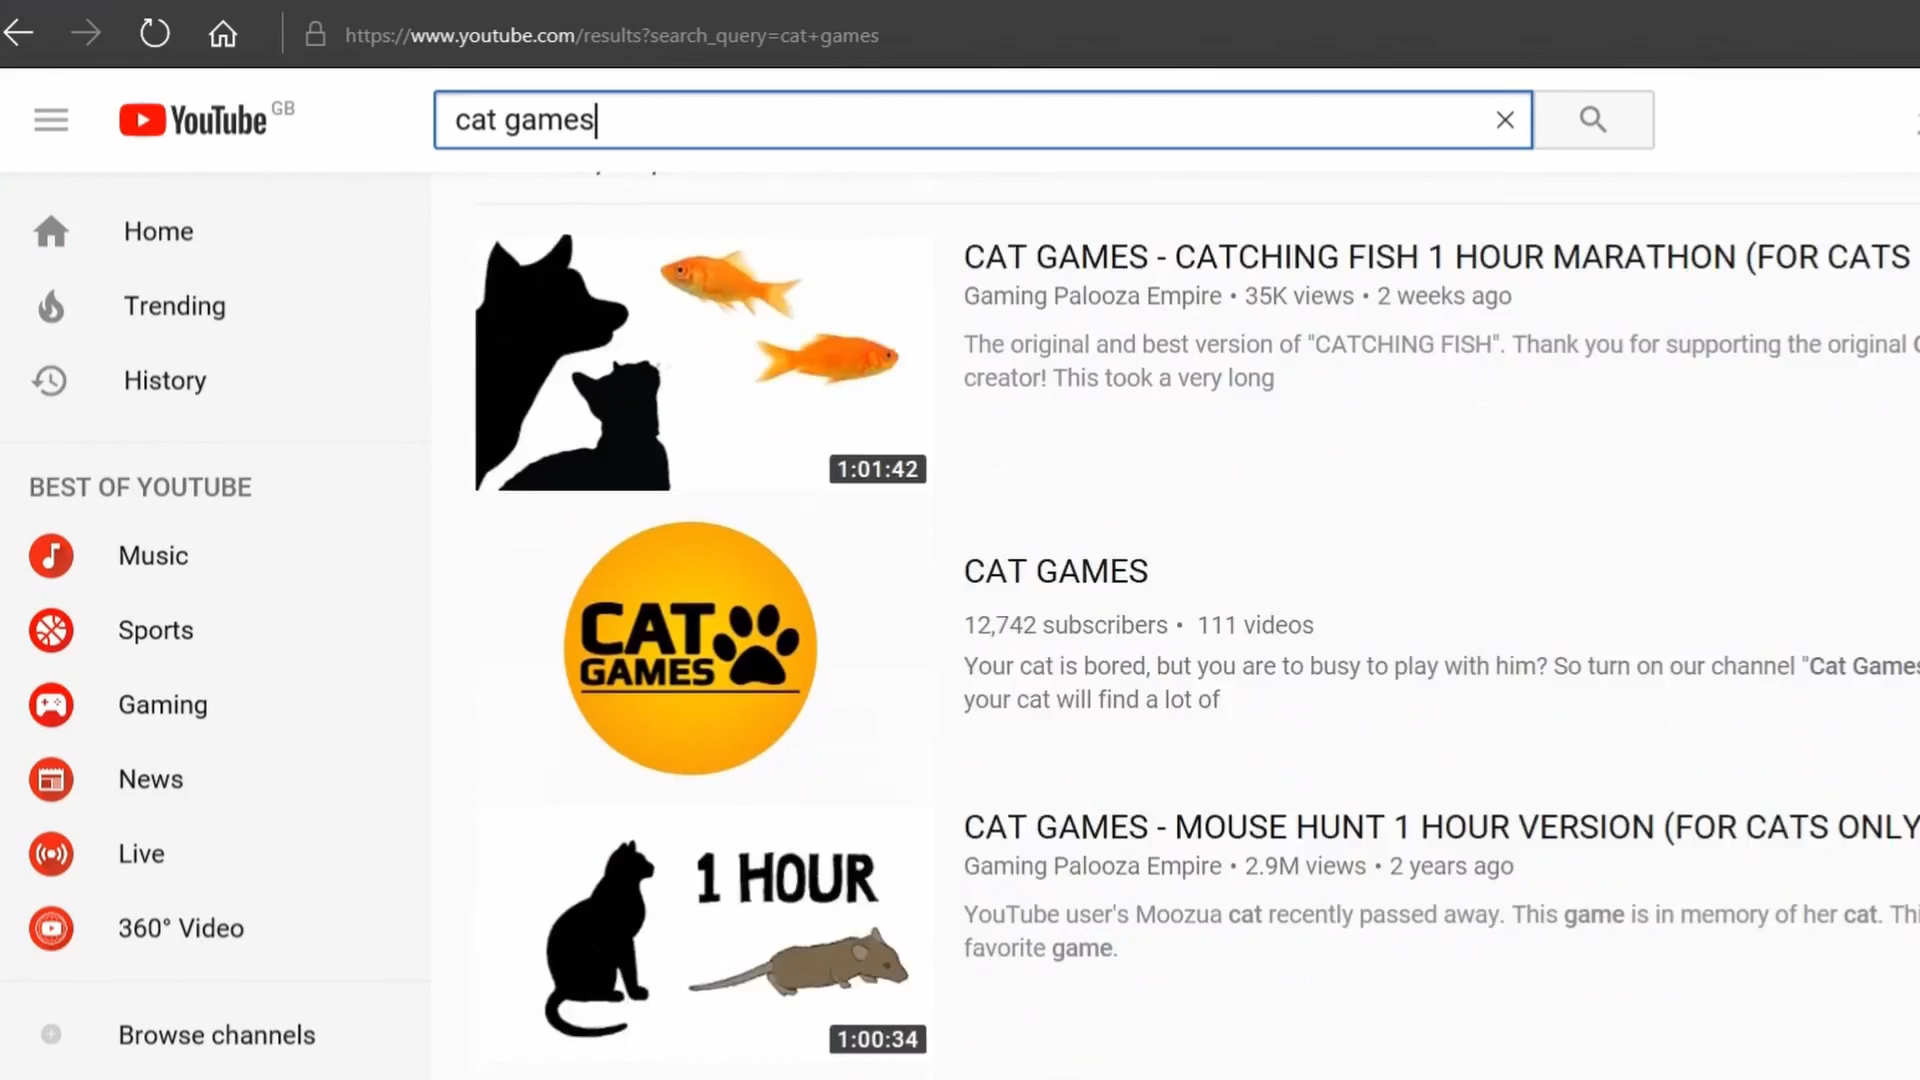 https://www.youtube.com/results?search_query=cat+games
YouTube GB
cat games
Home
Trending
History
BEST OF YOUTUBE
Music
Sports
Gaming
News
Live
360° Video
Browse channels
1:01:42
CAT GAMES - CATCHING FISH 1 HOUR MARATHON (FOR CATS
Gaming Palooza Empire • 35K views • 2 weeks ago
The original and best version of "CATCHING FISH". Thank you for supporting the original
creator! This took a very long
CAT
GAMES
CAT GAMES
12,742 subscribers • 111 videos
Your cat is bored, but you are to busy to play with him? So turn on our channel "Cat Games
your cat will find a lot of
1 HOUR
1:00:34
CAT GAMES - MOUSE HUNT 1 HOUR VERSION (FOR CATS ONLY
Gaming Palooza Empire • 2.9M views • 2 years ago
YouTube user's Moozua cat recently passed away. This game is in memory of her cat. Thi
favorite game.